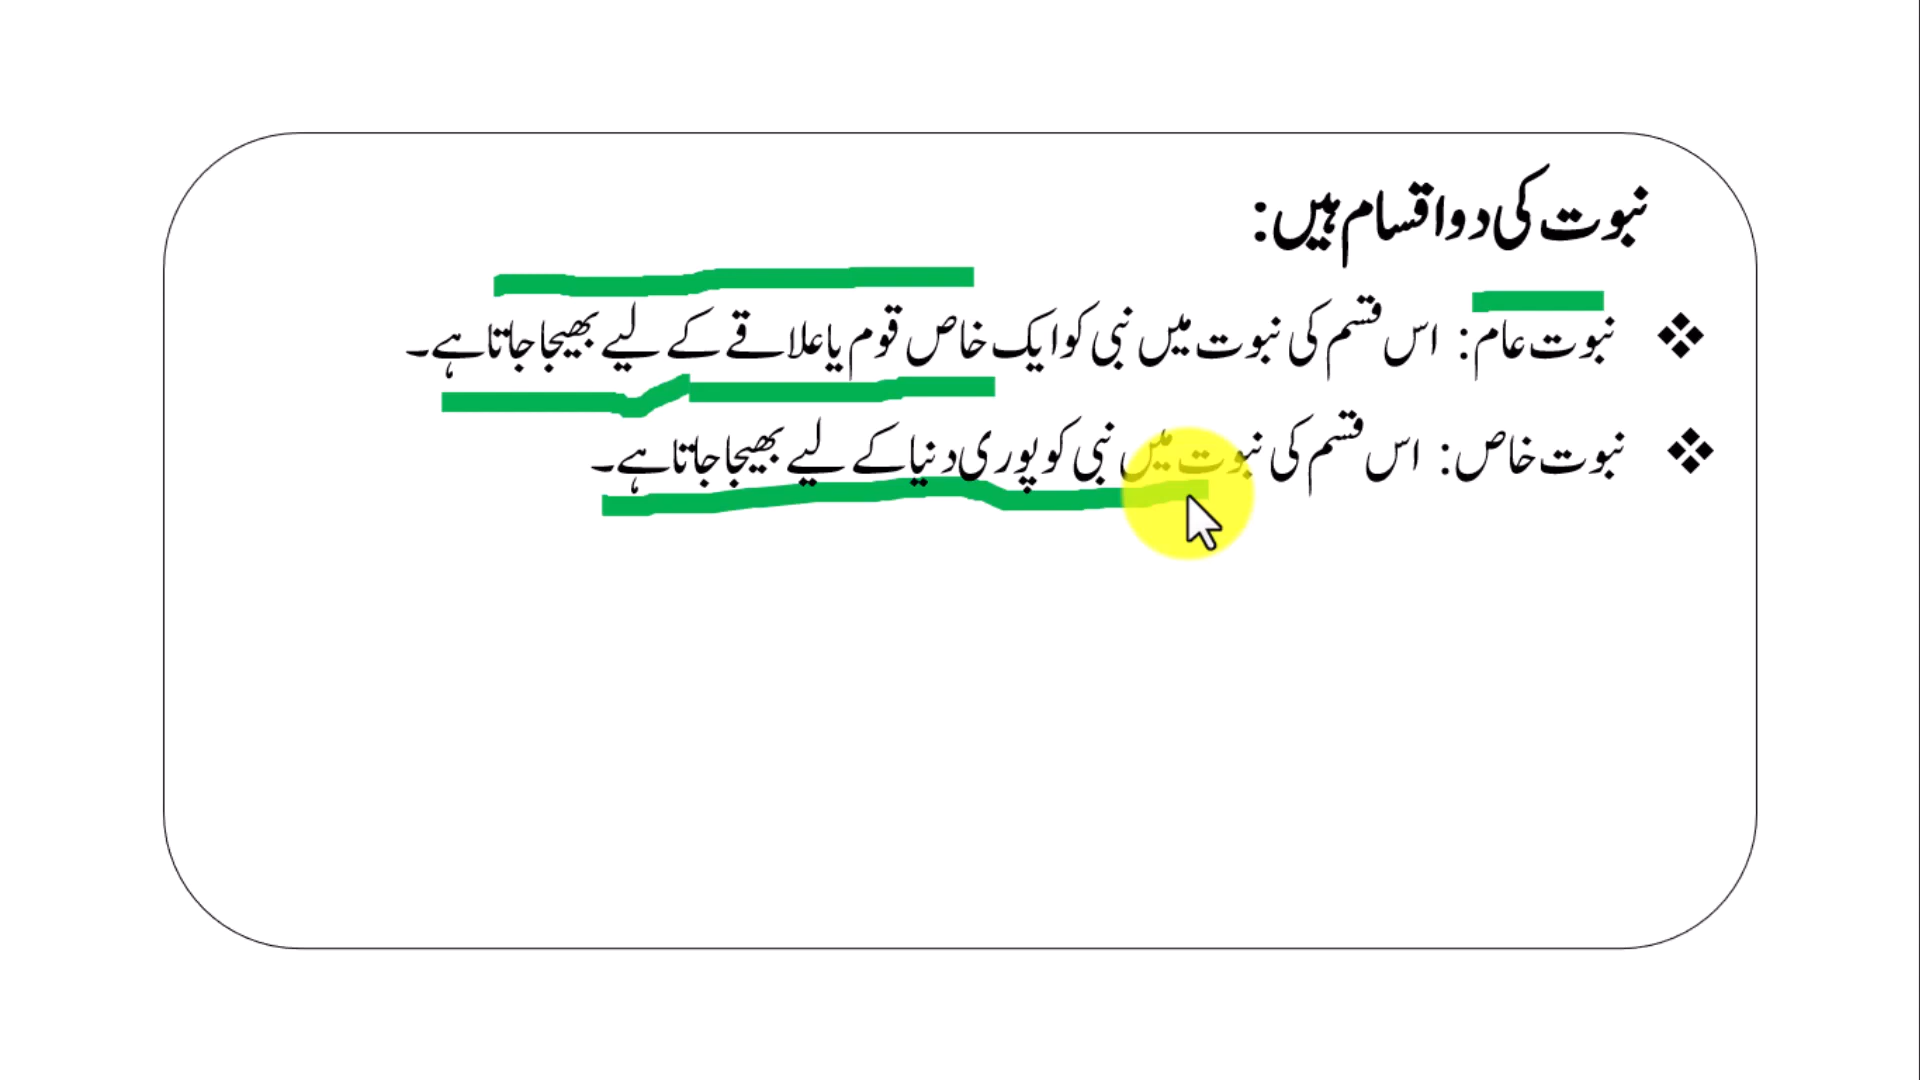 نبوت کی دو اقسام ہیں:
❖ نبوت عام: اس قسم کی نبوت میں نبی کو ایک خاص قوم یا علاقے کے لیے بھیجا جاتا ہے۔
❖ نبوت خاص: اس قسم کی نبوت میں نبی کو پوری دنیا کے لیے بھیجا جاتا ہے۔